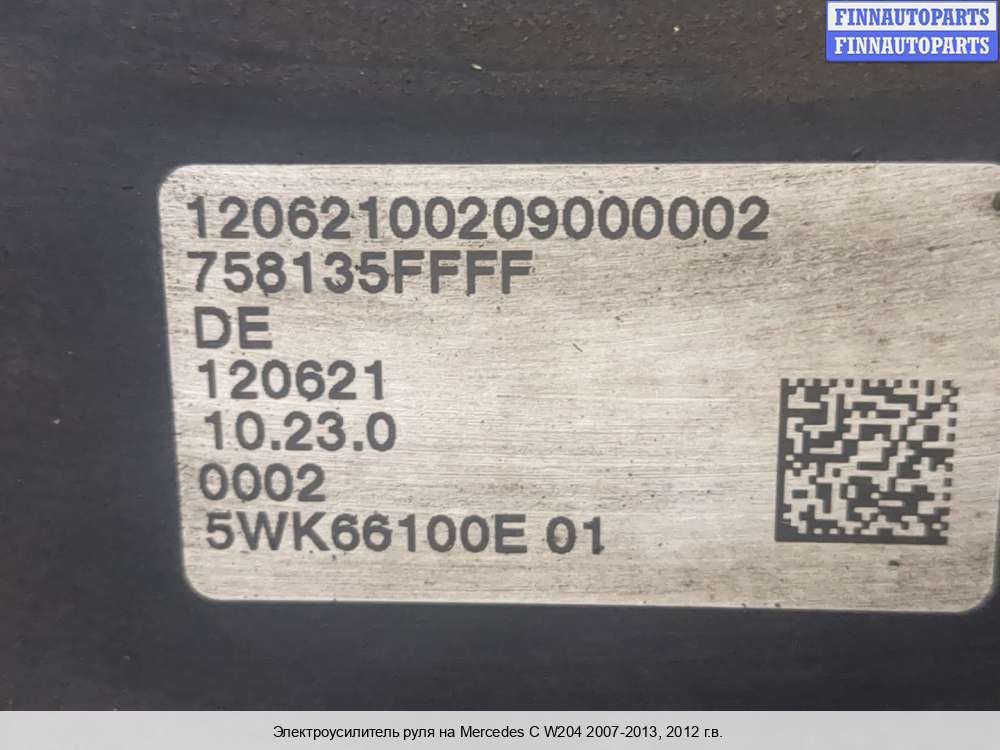 FINNAUTOPARTS
FINNAUTOPARTS
12062100209000002
758135FFFF
DE
120621
10.23.0
0002
5WK66100E 01
Электроусилитель руля на Mercedes C W204 2007-2013, 2012 г.в.